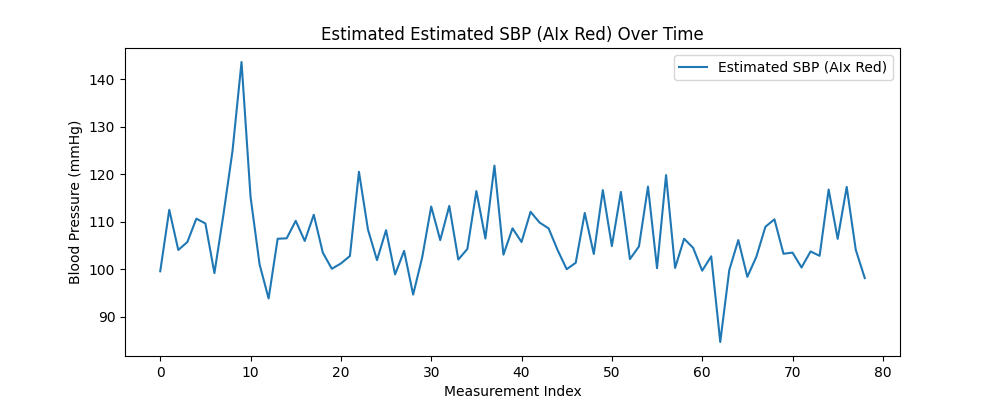 Estimated Estimated SBP (AIx Red) Over Time
Estimated SBP (AIx Red)
Blood Pressure (mmHg)
140
130
120
110
100
90
0 10 20 30 40 50 60 70 80
Measurement Index